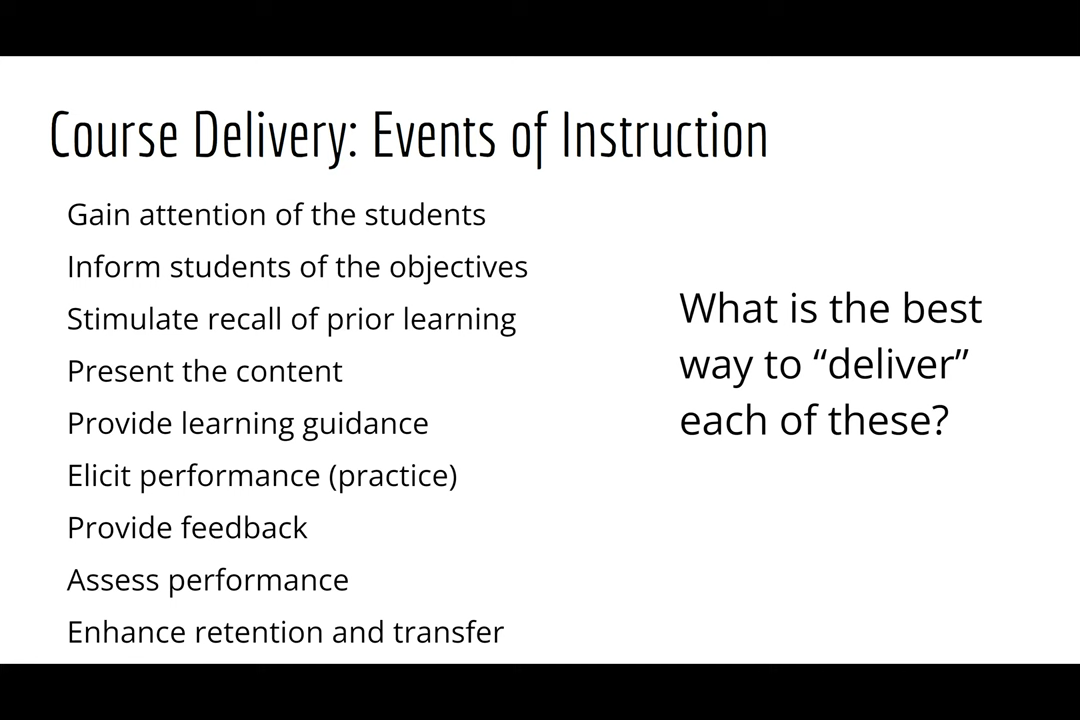 Course Delivery: Events of Instruction
Gain attention of the students
Inform students of the objectives
Stimulate recall of prior learning
Present the content
Provide learning guidance
Elicit performance (practice)
Provide feedback
Assess performance
Enhance retention and transfer
What is the best
way to “deliver”
each of these?